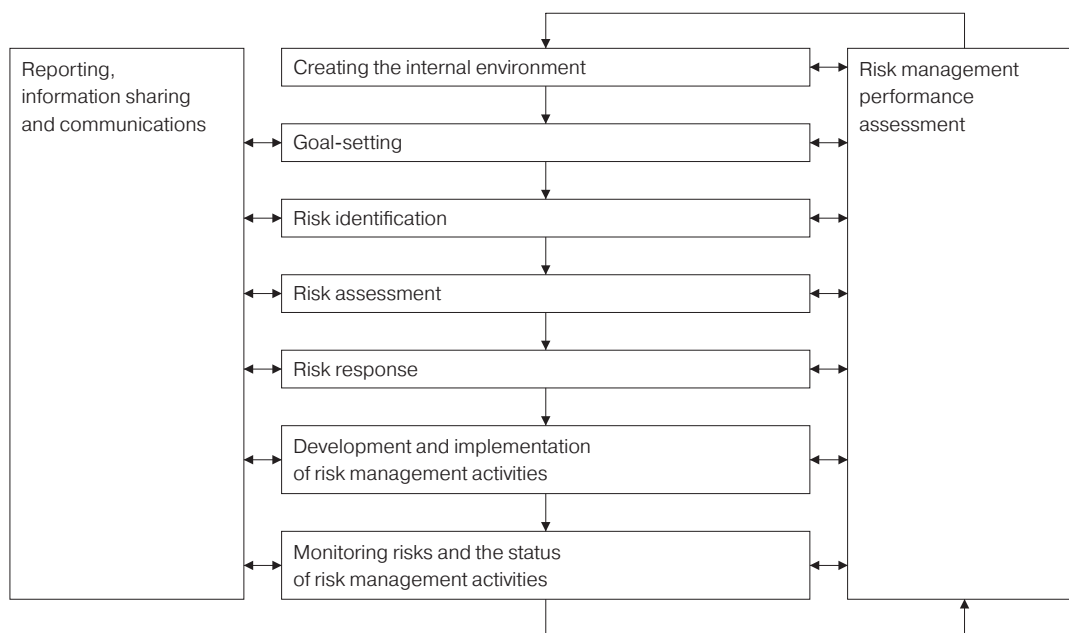 Reporting,
information sharing
and communications
Creating the internal environment
Goal-setting
Risk identification
Risk assessment
Risk response
Development and implementation
of risk management activities
Monitoring risks and the status
of risk management activities
Risk management
performance
assessment